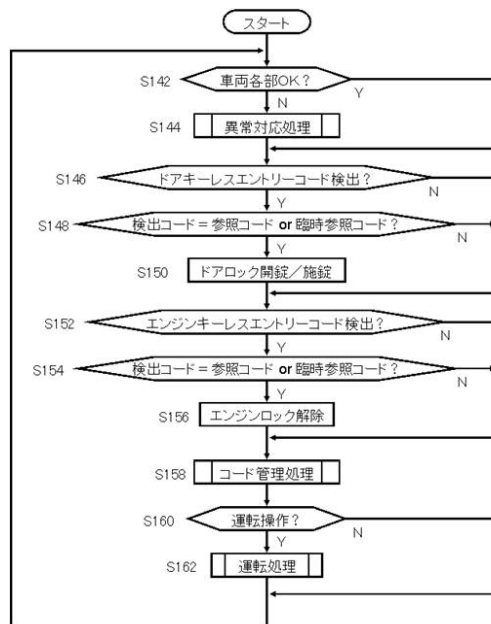 スタート
S142 車両各部OK？ Y
N
S144 異常対応処理
S146 ドアキーレスエントリーコード検出？ N
Y
S148 検出コード＝参照コード or 臨時参照コード？ N
Y
S150 ドアロック開錠／施錠
S152 エンジンキーレスエントリーコード検出？ N
Y
S154 検出コード＝参照コード or 臨時参照コード？ N
Y
S156 エンジンロック解除
S158 コード管理処理
S160 運転操作？ N
Y
S162 運転処理